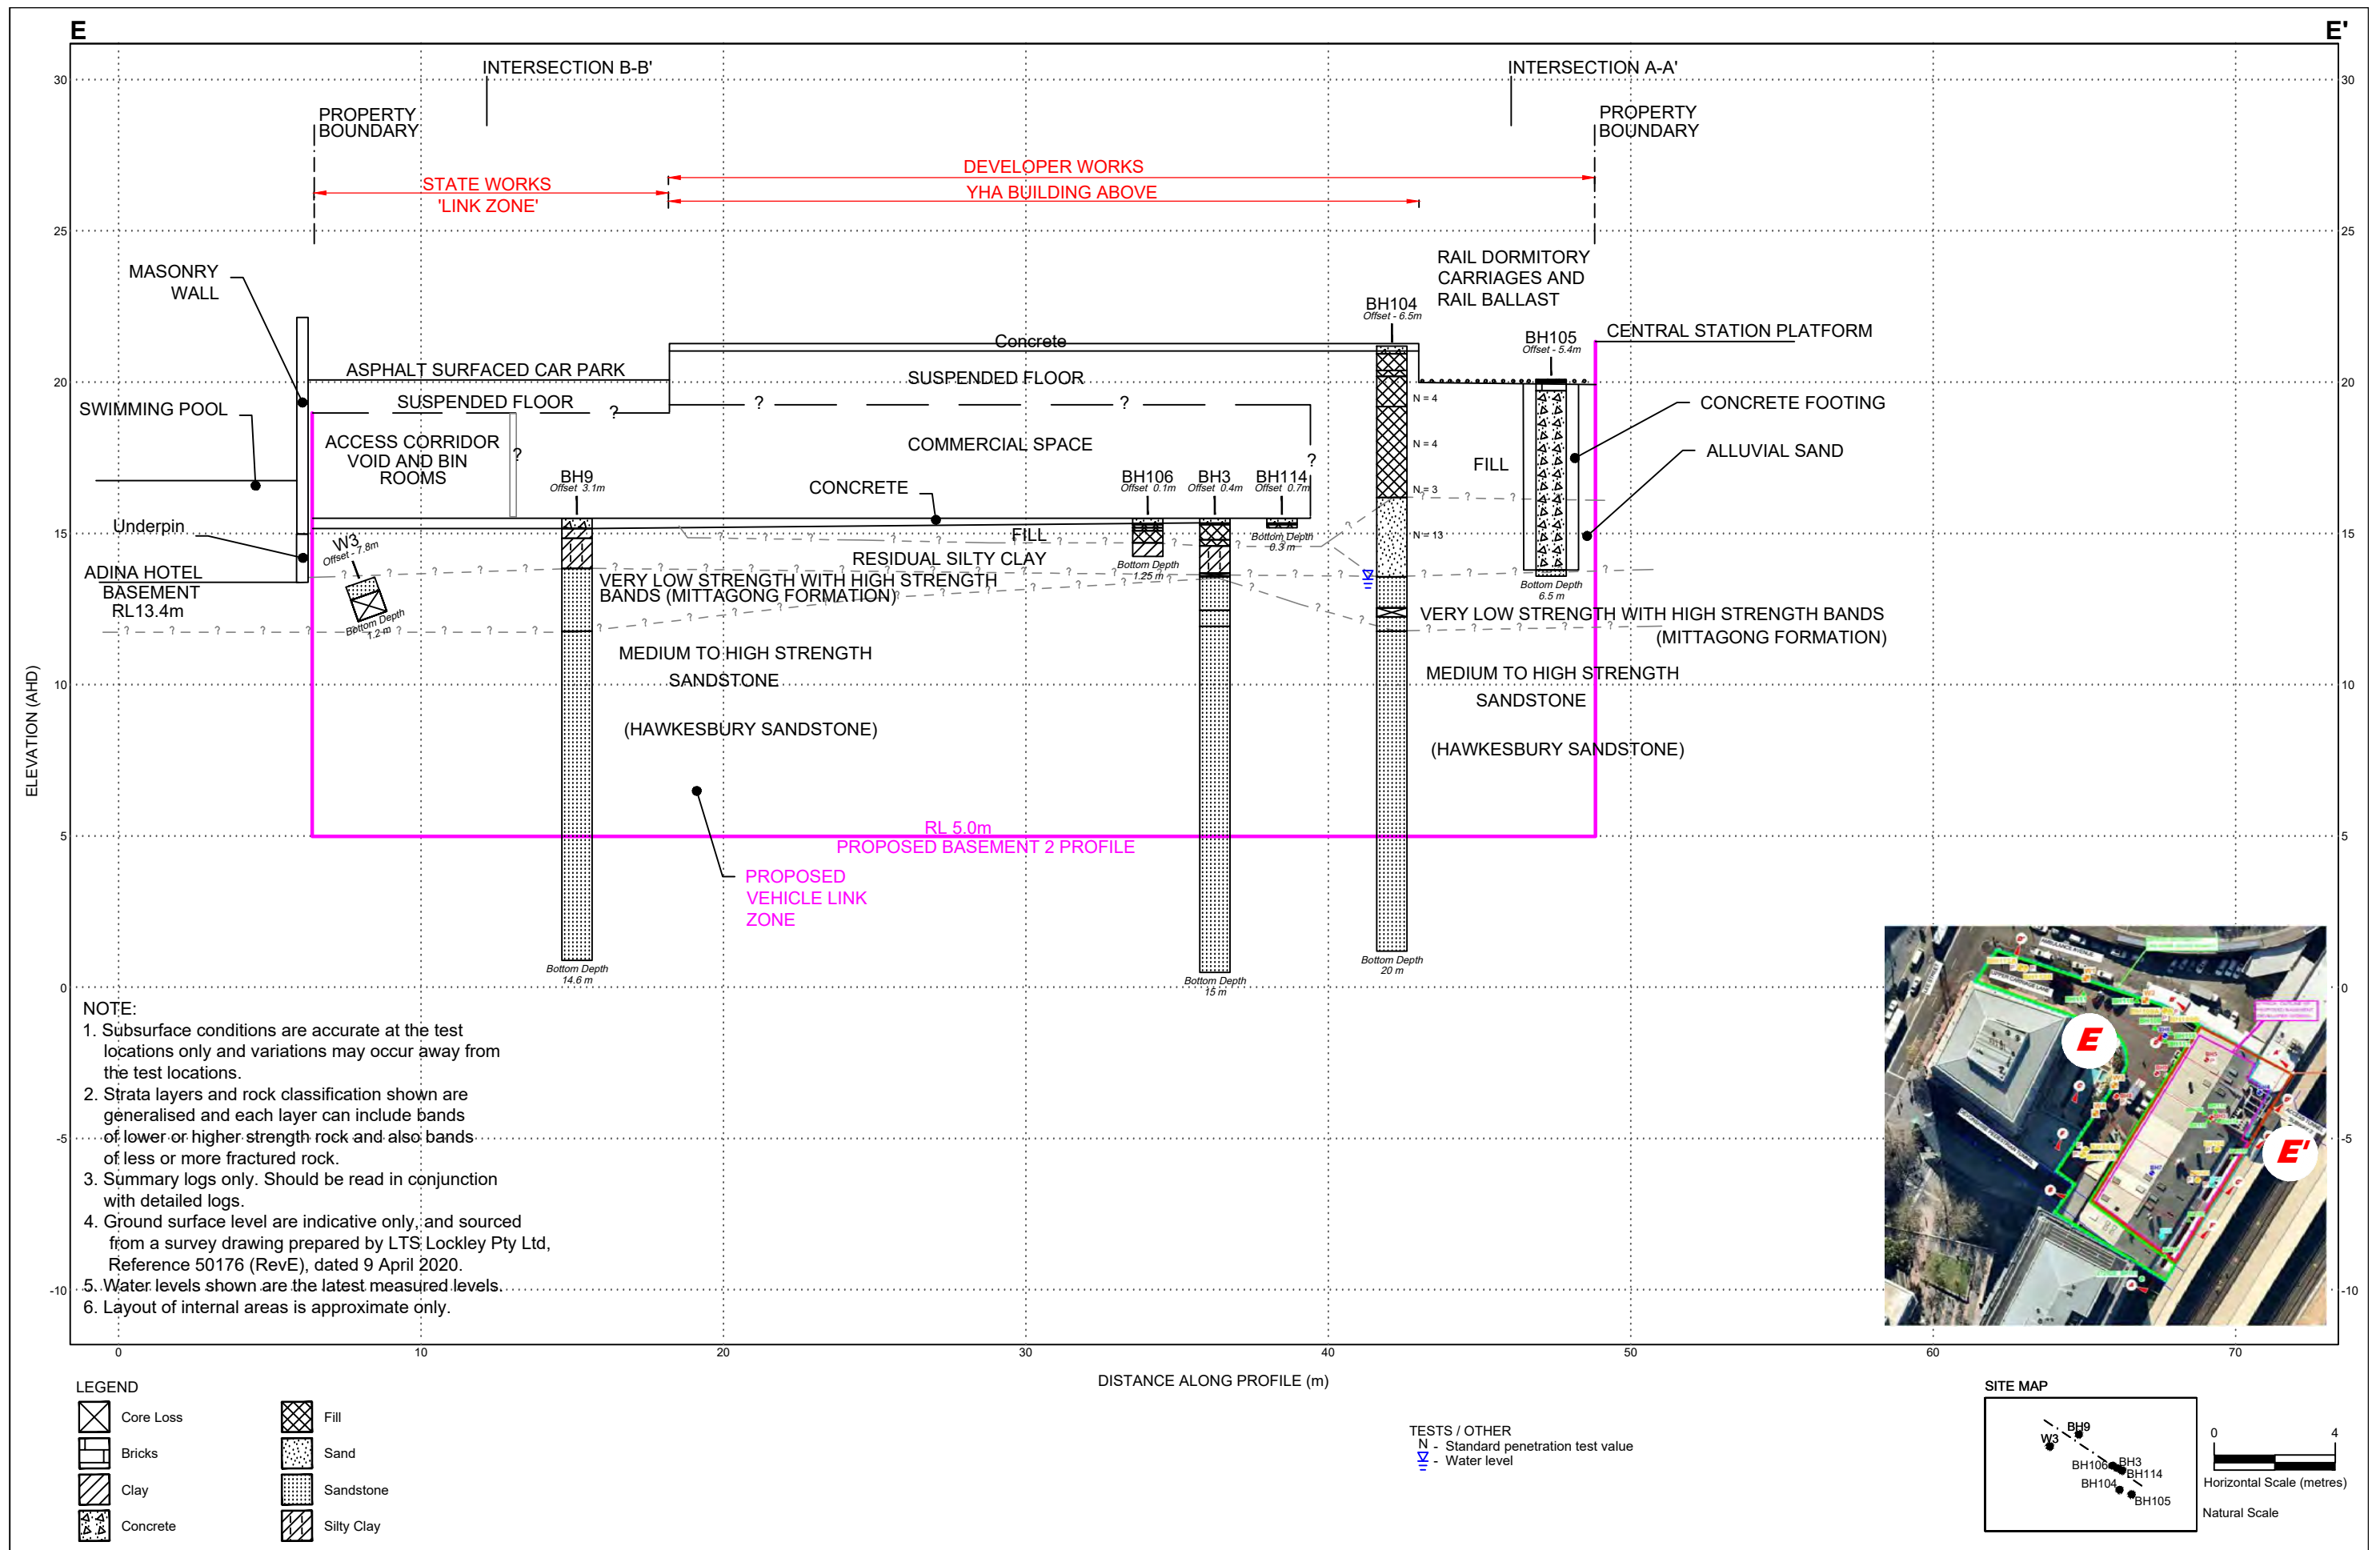 E
E'
INTERSECTION B-B'
INTERSECTION A-A'
30
30
PROPERTY
BOUNDARY
PROPERTY
BOUNDARY
DEVELOPER WORKS
STATE WORKS
'LINK ZONE'
YHA BUILDING ABOVE
25
25
RAIL DORMITORY
CARRIAGES AND
RAIL BALLAST
MASONRY
WALL
BH104
Offset - 6.5m
BH105
Offset - 5.4m
CENTRAL STATION PLATFORM
Concrete
ASPHALT SURFACED CAR PARK
SUSPENDED FLOOR
20
20
SUSPENDED FLOOR
SWIMMING POOL
N = 4
CONCRETE FOOTING
ACCESS CORRIDOR
VOID AND BIN
ROOMS
COMMERCIAL SPACE
N = 4
ALLUVIAL SAND
FILL
BH9
Offset 3.1m
BH106
Offset 0.1m
BH3
Offset 0.4m
BH114
Offset 0.7m
CONCRETE
N = 3
Underpin
15
15
FILL
N = 13
Bottom Depth
0.3 m
W3
Offset - 7.8m
RESIDUAL SILTY CLAY
Bottom Depth
1.25 m
ADINA HOTEL
BASEMENT
RL13.4m
VERY LOW STRENGTH WITH HIGH STRENGTH
BANDS (MITTAGONG FORMATION)
Bottom Depth
6.5 m
Bottom Depth
1.2 m
VERY LOW STRENGTH WITH HIGH STRENGTH BANDS
(MITTAGONG FORMATION)
MEDIUM TO HIGH STRENGTH
SANDSTONE
(HAWKESBURY SANDSTONE)
MEDIUM TO HIGH STRENGTH
SANDSTONE
(HAWKESBURY SANDSTONE)
10
10
ELEVATION (AHD)
5
5
RL 5.0m
PROPOSED BASEMENT 2 PROFILE
PROPOSED
VEHICLE LINK
ZONE
Bottom Depth
14.6 m
Bottom Depth
15 m
Bottom Depth
20 m
0
0
NOTE:
1. Subsurface conditions are accurate at the test
locations only and variations may occur away from
the test locations.
2. Strata layers and rock classification shown are
generalised and each layer can include bands
of lower or higher strength rock and also bands
of less or more fractured rock.
3. Summary logs only. Should be read in conjunction
with detailed logs.
4. Ground surface level are indicative only, and sourced
from a survey drawing prepared by LTS Lockley Pty Ltd,
Reference 50176 (RevE), dated 9 April 2020.
5. Water levels shown are the latest measured levels.
6. Layout of internal areas is approximate only.
-5
-5
-10
-10
E
E'
0
10
20
30
40
50
60
70
DISTANCE ALONG PROFILE (m)
LEGEND
Core Loss
Fill
Bricks
Sand
Clay
Sandstone
Concrete
Silty Clay
TESTS / OTHER
N - Standard penetration test value
- Water level
SITE MAP
BH9
W3
BH106
BH3
BH114
BH104
BH105
0
4
Horizontal Scale (metres)
Natural Scale